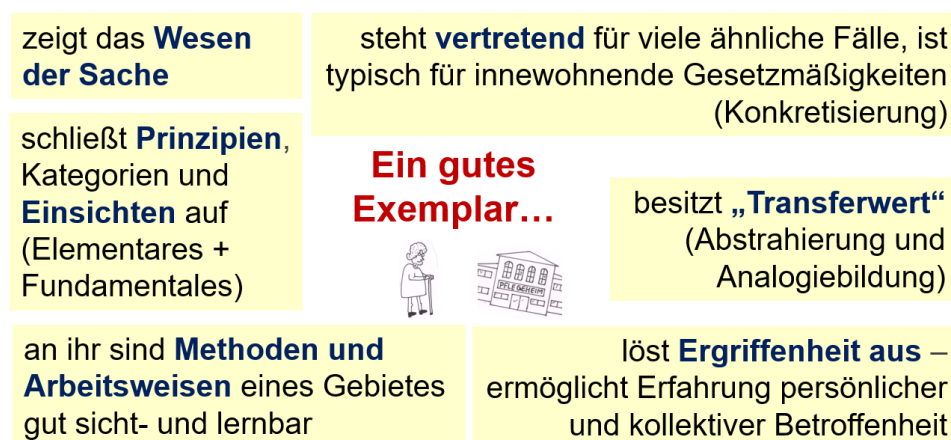 zeigt das Wesen
der Sache
steht vertretend für viele ähnliche Fälle, ist
typisch für innewohnende Gesetzmäßigkeiten
(Konkretisierung)
schließt Prinzipien,
Kategorien und
Einsichten auf
(Elementares +
Fundamentales)
Ein gutes
Exemplar…
PFLEGEHEIM
besitzt „Transferwert“
(Abstrahierung und
Analogiebildung)
an ihr sind Methoden und
Arbeitsweisen eines Gebietes
gut sicht- und lernbar
löst Ergriffenheit aus –
ermöglicht Erfahrung persönlicher
und kollektiver Betroffenheit